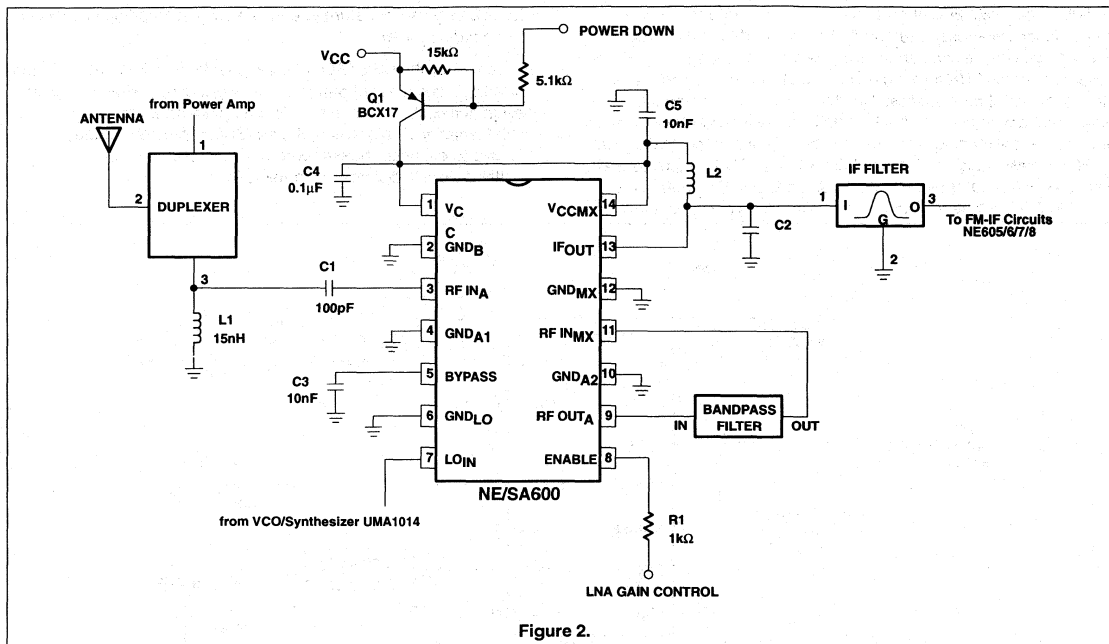 POWER DOWN
VCC
15kΩ
5.1kΩ
Q1
BCX17
from Power Amp
ANTENNA
1
2
DUPLEXER
3
C5
10nF
C4
0.1µF
L2
IF FILTER
1
I
O
3
G
2
To FM-IF Circuits
NE605/6/7/8
C2
C1
100pF
L1
15nH
C3
10nF
1 VC
C
2 GNDB
3 RF INA
4 GNDA1
5 BYPASS
6 GNDLO
7 LOIN
VCCMX 14
IFOUT 13
GNDMX 12
RF INMX 11
GNDA2 10
RF OUTA 9
ENABLE 8
NE/SA600
IN
BANDPASS
FILTER
OUT
from VCO/Synthesizer UMA1014
R1
1kΩ
LNA GAIN CONTROL
Figure 2.